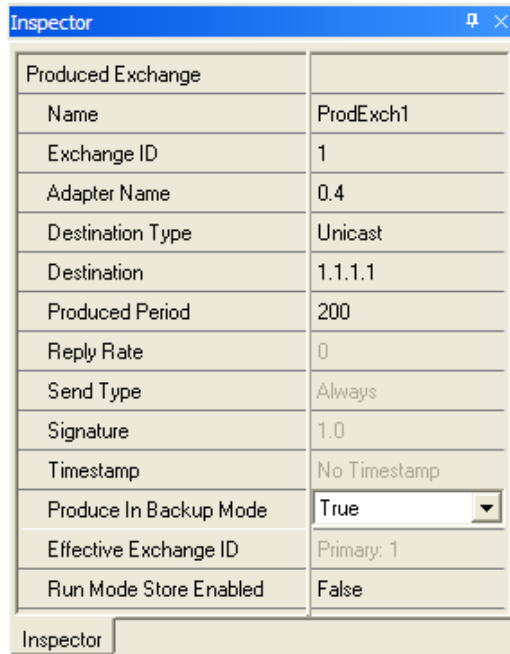 Inspector
Produced Exchange
Name ProdExch1
Exchange ID 1
Adapter Name 0.4
Destination Type Unicast
Destination 1.1.1.1
Produced Period 200
Reply Rate 0
Send Type Always
Signature 1.0
Timestamp No Timestamp
Produce In Backup Mode True
Effective Exchange ID Primary: 1
Run Mode Store Enabled False
Inspector